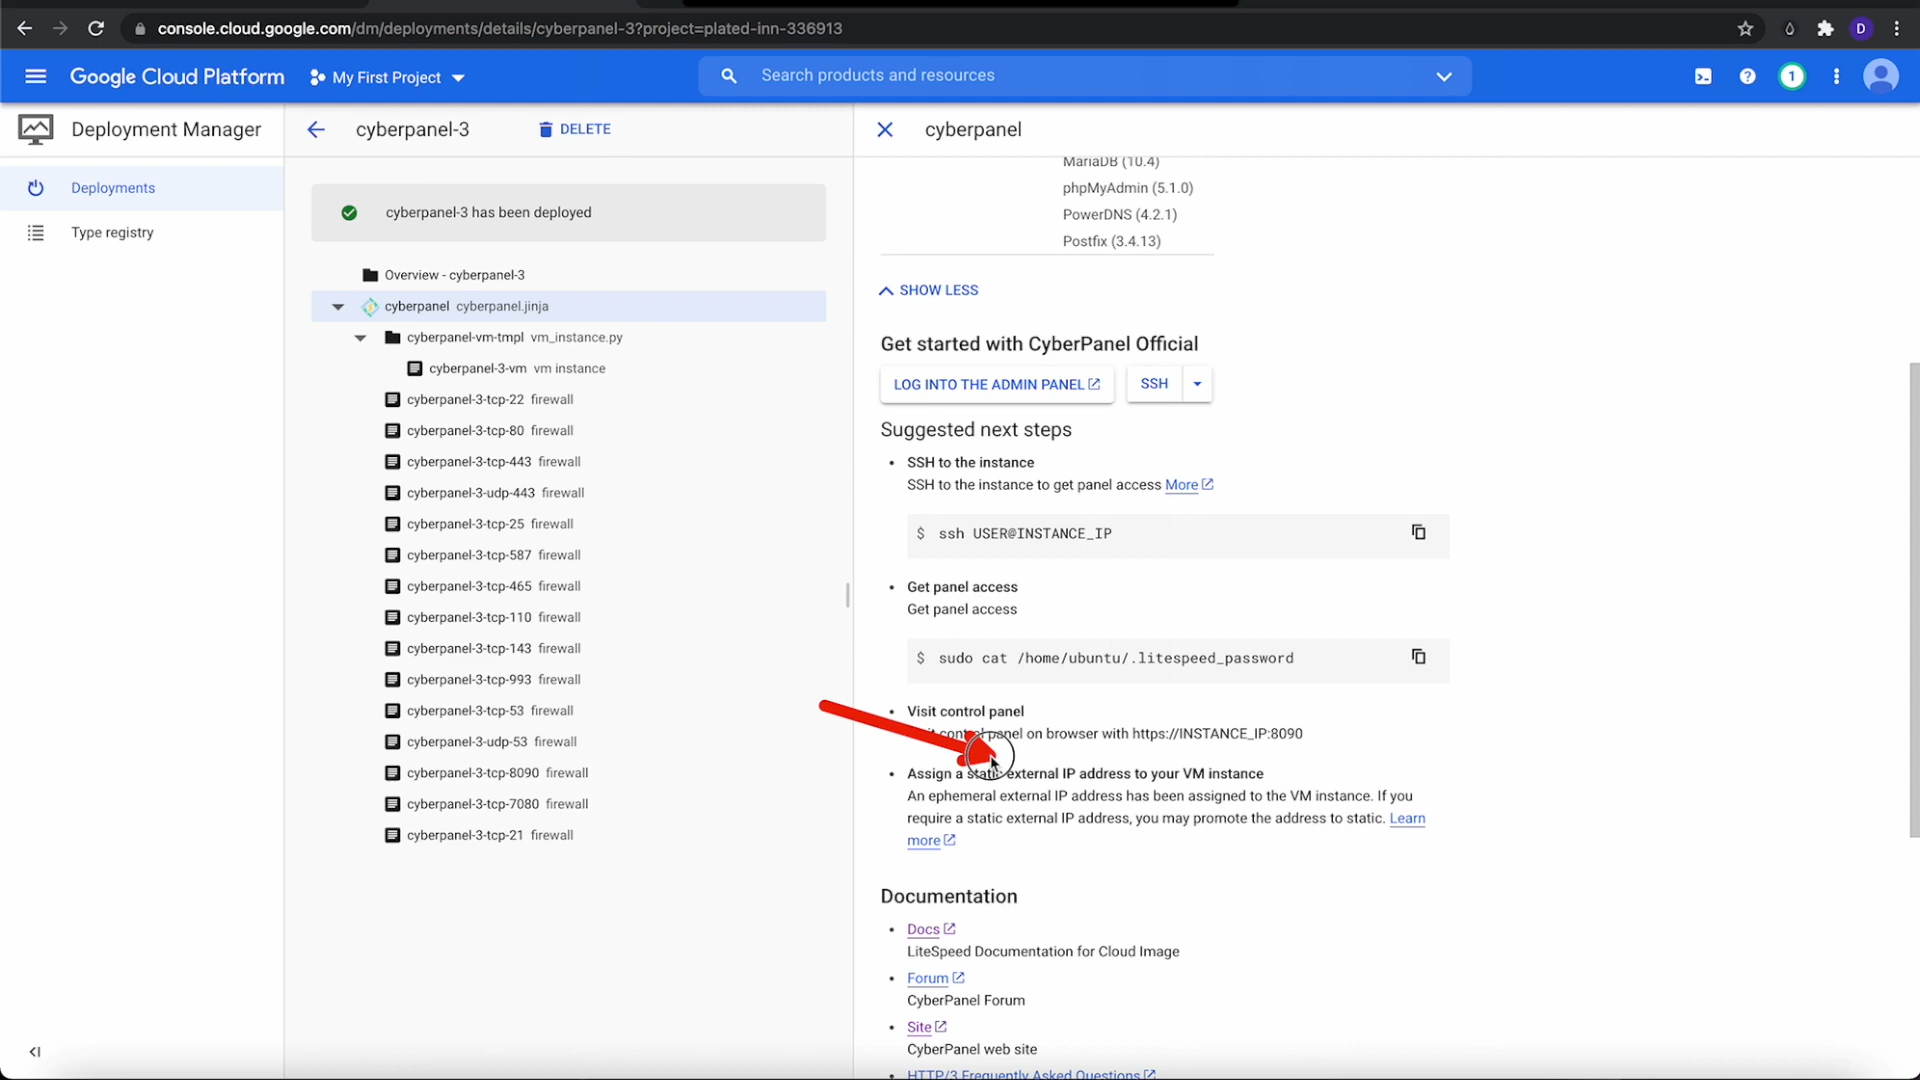 console.cloud.google.com/dm/deployments/details/cyberpanel-3?project=plated-inn-336913
D
Google Cloud Platform
My First Project
Search products and resources
1
Deployment Manager
Deployments
Type registry
cyberpanel-3
DELETE
cyberpanel-3 has been deployed
Overview - cyberpanel-3
cyberpanel cyberpanel.jinja
cyberpanel-vm-tmpl vm_instance.py
cyberpanel-3-vm vm instance
cyberpanel-3-tcp-22 firewall
cyberpanel-3-tcp-80 firewall
cyberpanel-3-tcp-443 firewall
cyberpanel-3-udp-443 firewall
cyberpanel-3-tcp-25 firewall
cyberpanel-3-tcp-587 firewall
cyberpanel-3-tcp-465 firewall
cyberpanel-3-tcp-110 firewall
cyberpanel-3-tcp-143 firewall
cyberpanel-3-tcp-993 firewall
cyberpanel-3-tcp-53 firewall
cyberpanel-3-udp-53 firewall
cyberpanel-3-tcp-8090 firewall
cyberpanel-3-tcp-7080 firewall
cyberpanel-3-tcp-21 firewall
cyberpanel
MariaDB (10.4)
phpMyAdmin (5.1.0)
PowerDNS (4.2.1)
Postfix (3.4.13)
SHOW LESS
Get started with CyberPanel Official
LOG INTO THE ADMIN PANEL
SSH
Suggested next steps
• SSH to the instance
SSH to the instance to get panel access More
$ ssh USER@INSTANCE_IP
• Get panel access
Get panel access
$ sudo cat /home/ubuntu/.litespeed_password
• Visit control panel
control panel on browser with https://INSTANCE_IP:8090
• Assign a static external IP address to your VM instance
An ephemeral external IP address has been assigned to the VM instance. If you
require a static external IP address, you may promote the address to static. Learn
more
Documentation
• Docs
LiteSpeed Documentation for Cloud Image
• Forum
CyberPanel Forum
• Site
CyberPanel web site
• HTTP/3 Frequently Asked Questions